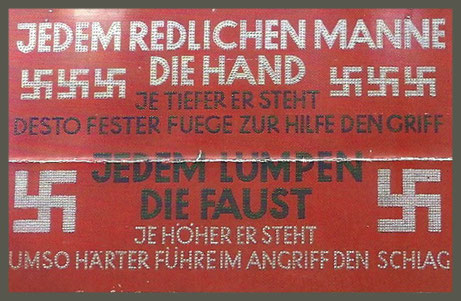 JEDEM REDLICHEN MANNE
DIE HAND
JE TIEFER ER STEHT
DESTO FESTER FUEGE ZUR HILFE DEN GRIFF
JEDEM LUMPEN
DIE FAUST
JE HÖHER ER STEHT
UMSO HÄRTER FÜHRE IM ANGRIFF DEN SCHLAG